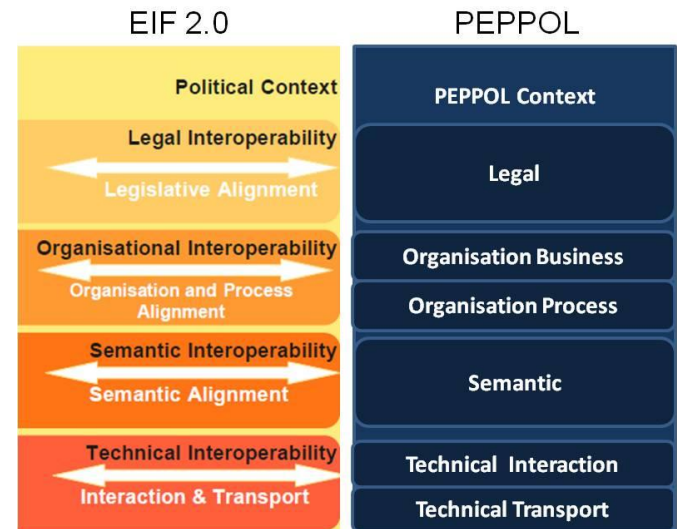 EIF 2.0
PEPPOL
Political Context
Legal Interoperability
Legislative Alignment
Organisational Interoperability
Organisation and Process
Alignment
Semantic Interoperability
Semantic Alignment
Technical Interoperability
Interaction & Transport
PEPPOL Context
Legal
Organisation Business
Organisation Process
Semantic
Technical Interaction
Technical Transport